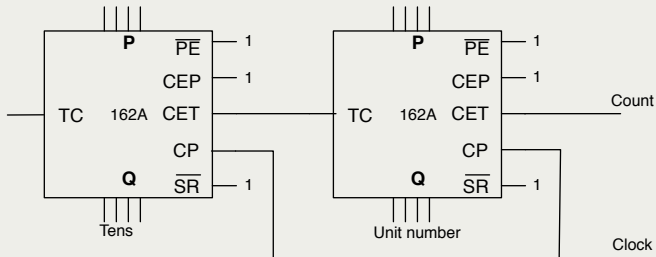 P
PE
1
CEP
1
TC
162A
CET
CP
Q
SR
1
Tens
P
PE
1
CEP
1
TC
162A
CET
Count
CP
Q
SR
1
Unit number
Clock